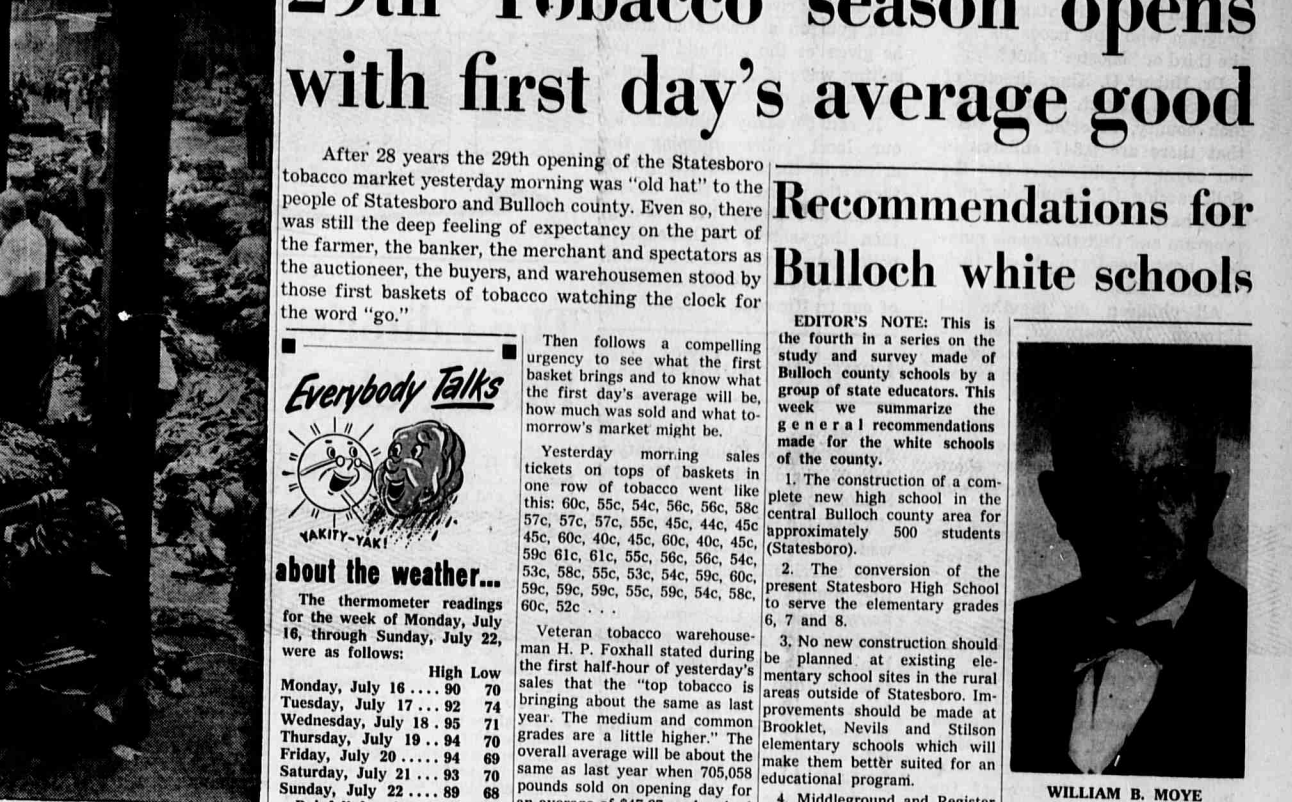 29th Tobacco season opens
with first day's average good
After 28 years the 29th opening of the Statesboro
tobacco market yesterday morning was "old hat" to the
people of Statesboro and Bulloch county. Even so, there
was still the deep feeling of expectancy on the part of
the farmer, the banker, the merchant and spectators as
the auctioneer, the buyers, and warehousemen stood by
those first baskets of tobacco watching the clock for
the word "go."
Everybody Talks
YAKITY-YAK!
about the weather...
The thermometer readings
for the week of Monday, July
16, through Sunday, July 22,
were as follows:
High Low
Monday, July 16 .... 90 70
Tuesday, July 17 ... 92 74
Wednesday, July 18 . 95 71
Thursday, July 19 .. 94 70
Friday, July 20 ..... 94 69
Saturday, July 21 ... 93 70
Sunday, July 22 .... 89 68
Then follows a compelling
urgency to see what the first
basket brings and to know what
the first day's average will be,
how much was sold and what to-
morrow's market might be.
Yesterday morning sales
tickets on tops of baskets in
one row of tobacco went like
this: 60c, 55c, 54c, 56c, 56c, 58c
57c, 57c, 57c, 55c, 45c, 44c, 45c
45c, 60c, 40c, 45c, 60c, 40c, 45c,
59c 61c, 61c, 55c, 56c, 56c, 54c,
53c, 58c, 55c, 53c, 54c, 59c, 60c,
59c, 59c, 59c, 55c, 59c, 54c, 58c,
60c, 52c . . .
Veteran tobacco warehouse-
man H. P. Foxhall stated during
the first half-hour of yesterday's
sales that the "top tobacco is
bringing about the same as last
year. The medium and common
grades are a little higher." The
overall average will be about the
same as last year when 705,058
pounds sold on opening day for
Recommendations for
Bulloch white schools
EDITOR'S NOTE: This is
the fourth in a series on the
study and survey made of
Bulloch county schools by a
group of state educators. This
week we summarize the
general recommendations
made for the white schools
of the county.
1. The construction of a com-
plete new high school in the
central Bulloch county area for
approximately 500 students
(Statesboro).
2. The conversion of the
present Statesboro High School
to serve the elementary grades
6, 7 and 8.
3. No new construction should
be planned at existing ele-
mentary school sites in the rural
areas outside of Statesboro. Im-
provements should be made at
Brooklet, Nevils and Stilson
elementary schools which will
make them better suited for an
educational program.
4. Middleground and Register
WILLIAM B. MOYE